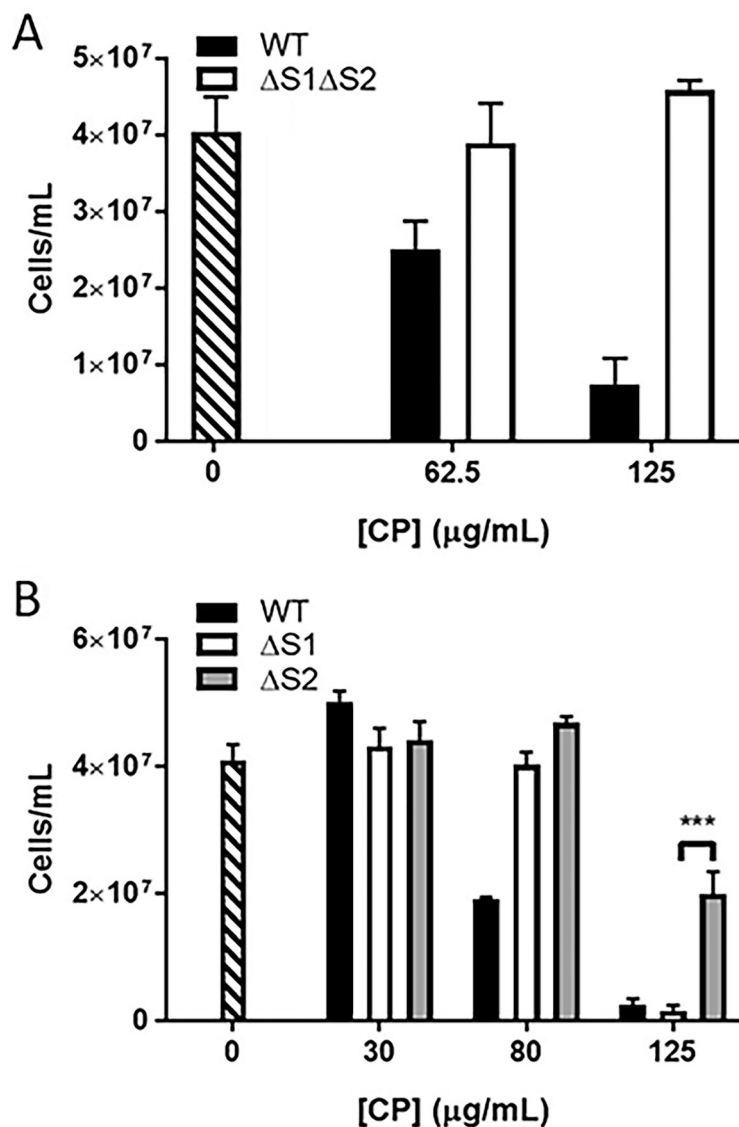 A
WT
ΔS1ΔS2
5×10⁷
4×10⁷
3×10⁷
2×10⁷
1×10⁷
0
Cells/mL
0 62.5 125
[CP] (μg/mL)
B
WT
ΔS1
ΔS2
6×10⁷
4×10⁷
2×10⁷
0
Cells/mL
***
0 30 80 125
[CP] (μg/mL)